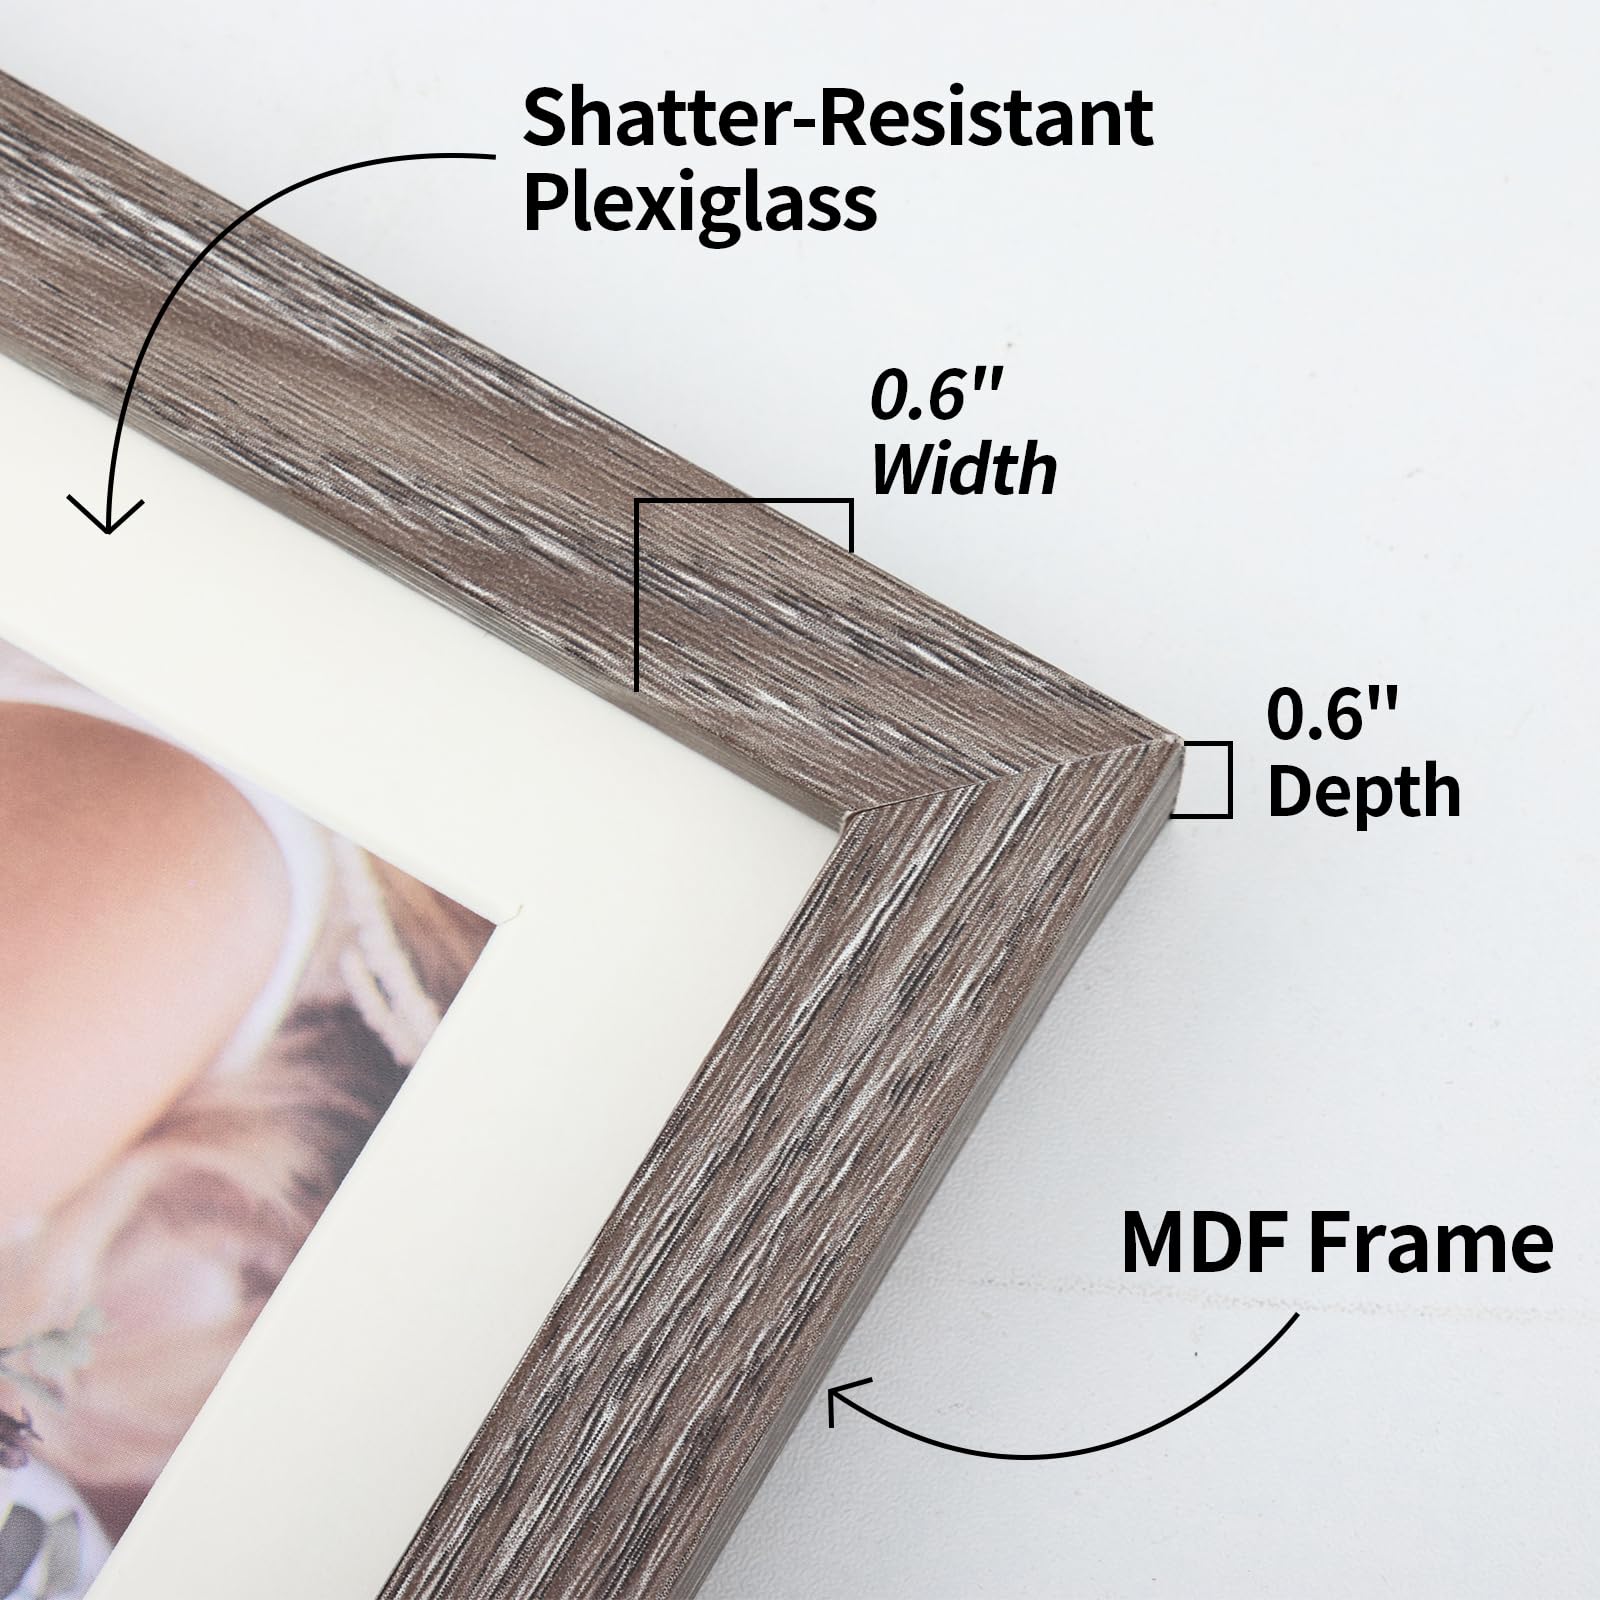 Shatter-Resistant
Plexiglass
0.6"
Width
0.6"
Depth
MDF Frame